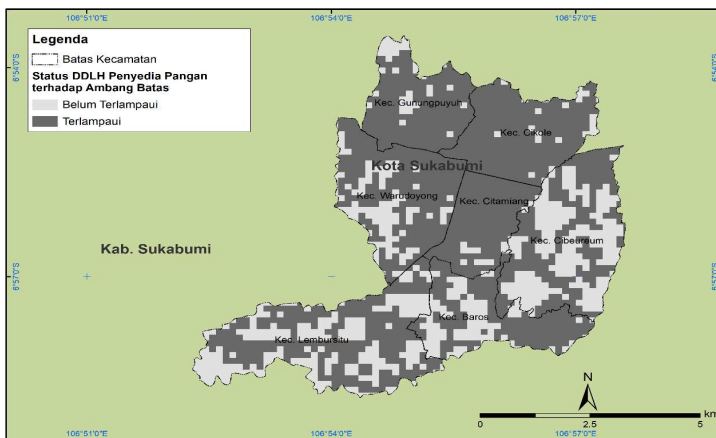 106°51'0"E
106°54'0"E
106°57'0"E
Legenda
Batas Kecamatan
Status DDLH Penyedia Pangan
terhadap Ambang Batas
Belum Terlampaui
Terlampaui
6°54'0"S
6°54'0"S
Kec. Gunungpuyuh
Kec. Cikole
Kota Sukabumi
Kec. Warudoyong
Kec. Citamiang
Kec. Cibeureum
Kab. Sukabumi
6°57'0"S
6°57'0"S
Kec. Baros
Kec. Lembursitu
N
km
0
2.5
5
106°51'0"E
106°54'0"E
106°57'0"E